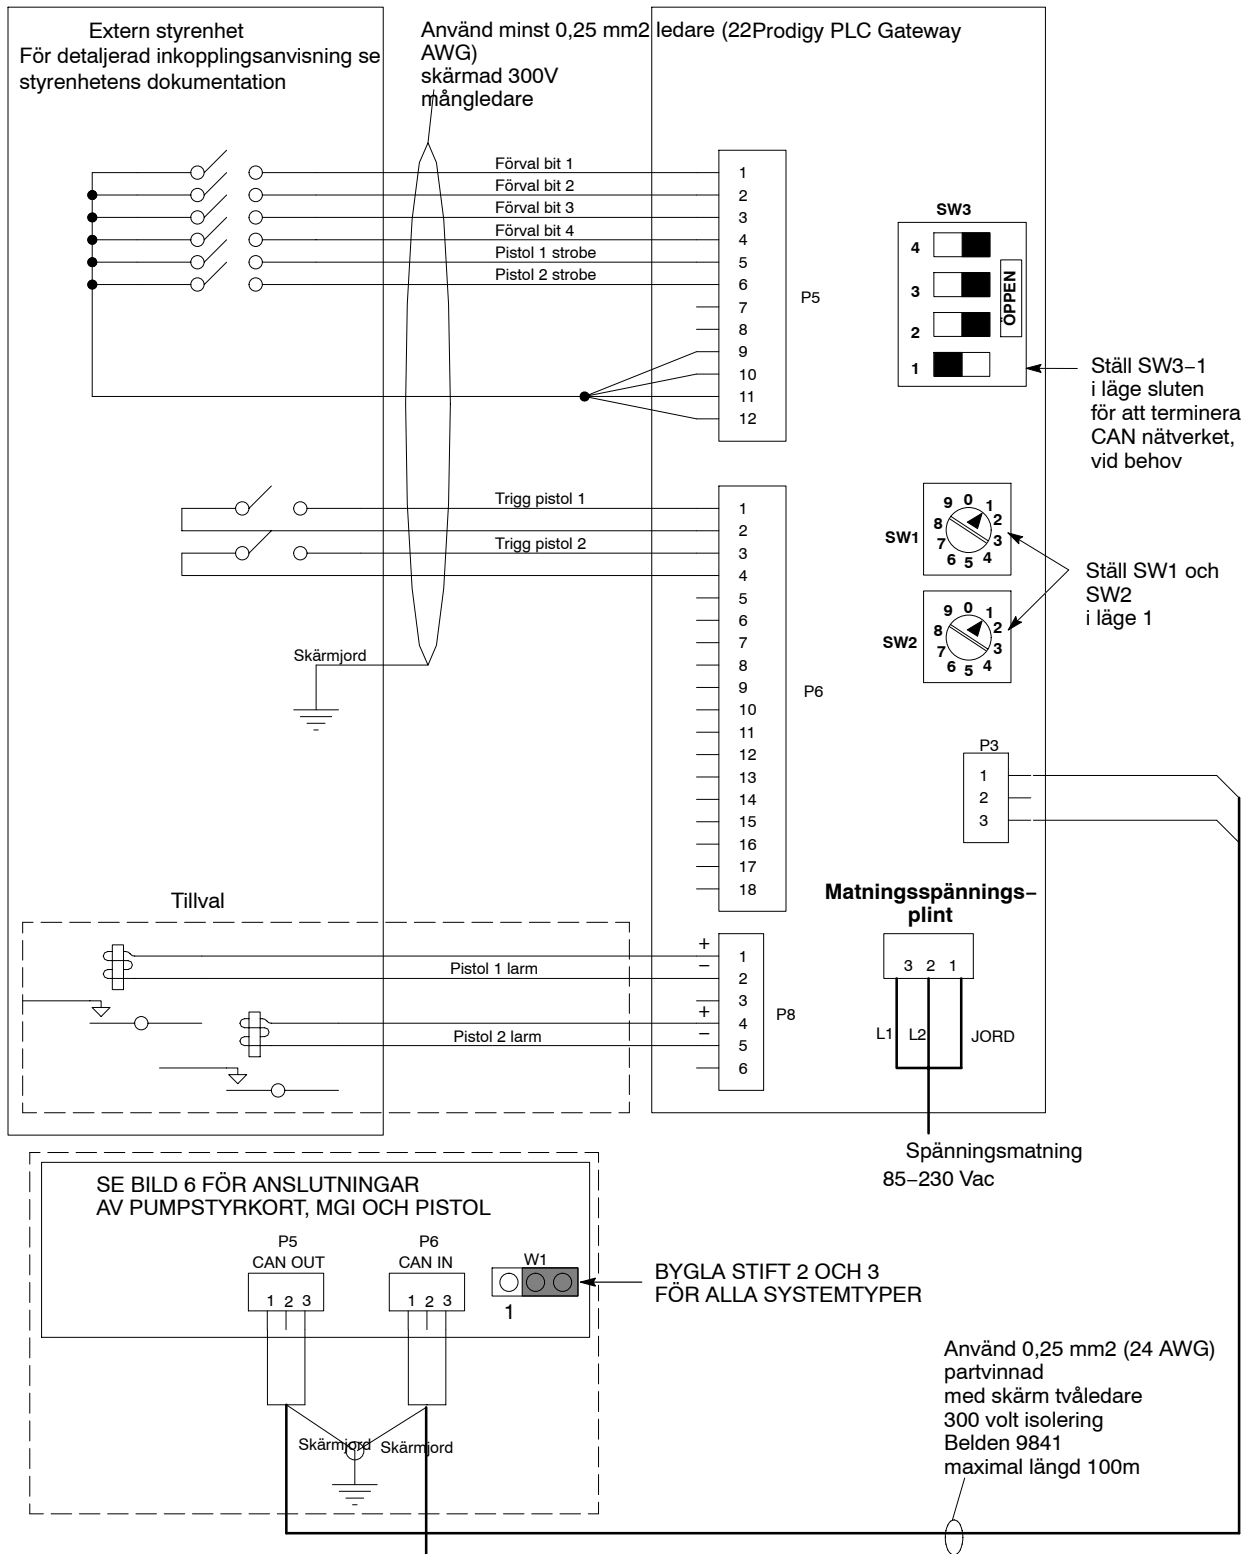 Extern styrenhet
För detaljerad inkopplingsanvisning se
styrenhetens dokumentation
Använd minst 0,25 mm2 ledare (22
AWG)
skärmad 300V
mångledare
Prodigy PLC Gateway
Förval bit 1
Förval bit 2
Förval bit 3
Förval bit 4
Pistol 1 strobe
Pistol 2 strobe
1
2
3
4
5
6
7
8
9
10
11
12
P5
SW3
4
3
2
1
ÖPPEN
Ställ SW3–1
i läge sluten
för att terminera
CAN nätverket,
vid behov
Trigg pistol 1
Trigg pistol 2
1
2
3
4
5
6
7
8
9
10
11
12
13
14
15
16
17
18
P6
Skärmjord
SW1
0
1
2
3
4
5
6
7
8
9
SW2
0
1
2
3
4
5
6
7
8
9
Ställ SW1 och
SW2
i läge 1
P3
1
2
3
Tillval
Pistol 1 larm
Pistol 2 larm
+
–
+
–
1
2
3
4
5
6
P8
Matningsspännings–
plint
3 2 1
L1 L2 JORD
Spänningsmatning
85–230 Vac
SE BILD 6 FÖR ANSLUTNINGAR
AV PUMPSTYRKORT, MGI OCH PISTOL
P5
CAN OUT
1 2 3
P6
CAN IN
1 2 3
W1
1
BYGLA STIFT 2 OCH 3
FÖR ALLA SYSTEMTYPER
Skärmjord
Skärmjord
Använd 0,25 mm2 (24 AWG)
partvinnad
med skärm tvåledare
300 volt isolering
Belden 9841
maximal längd 100m